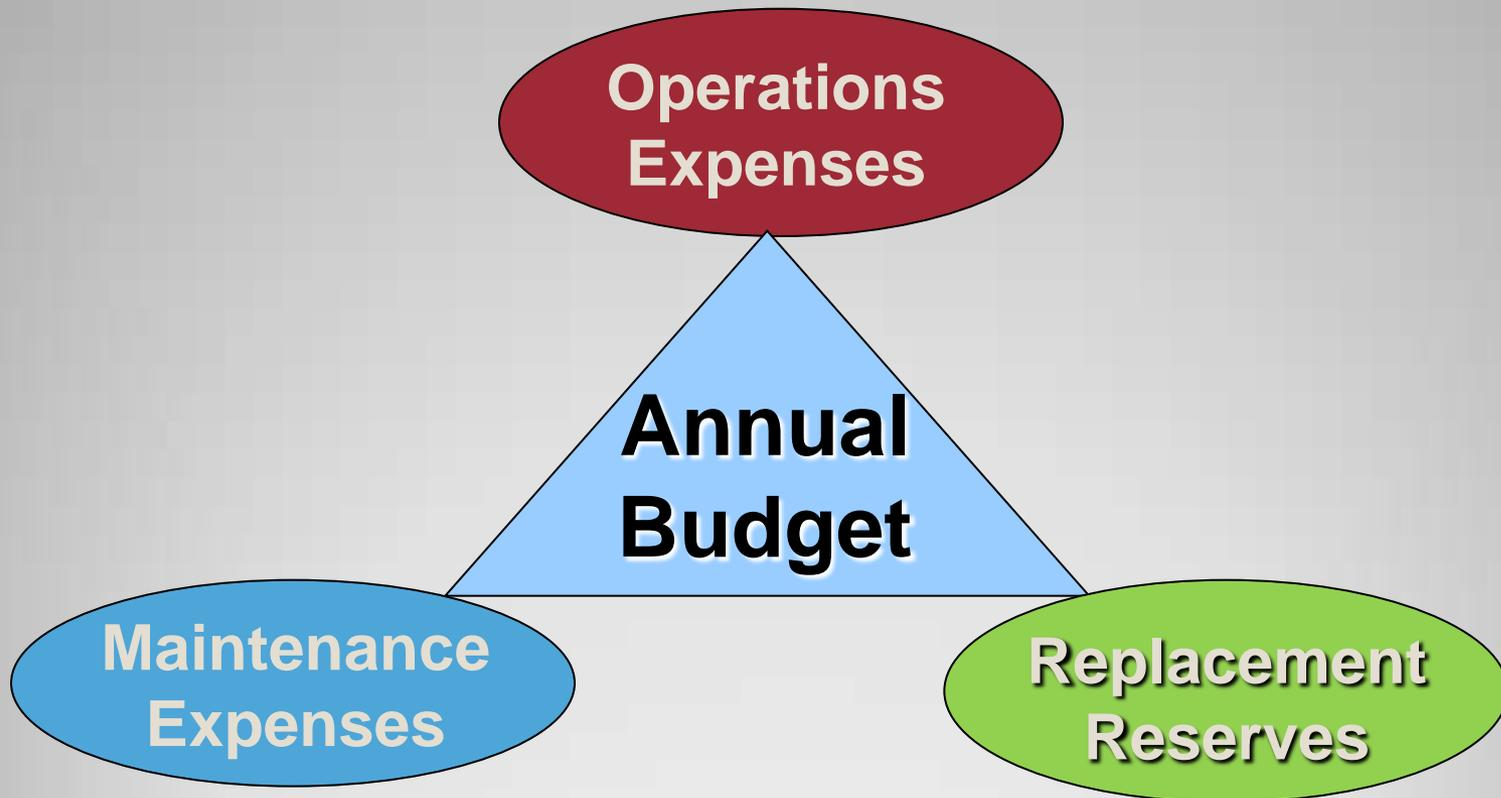 Operations
Expenses
Annual
Budget
Maintenance
Expenses
Replacement
Reserves